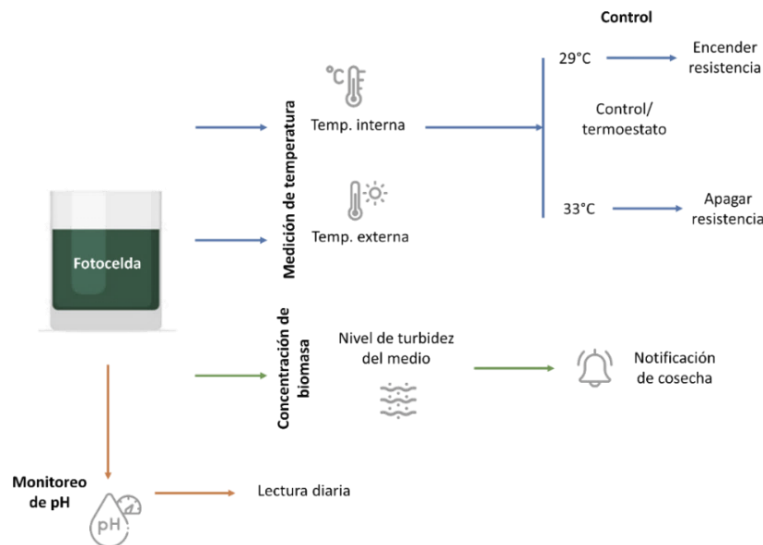 Control
29°C
Encender
resistencia
°C
Temp. interna
Control/
termoestato
Medición de temperatura
33°C
Apagar
resistencia
Temp. externa
Fotocelda
Concentración de
biomasa
Nivel de turbidez
del medio
Notificación
de cosecha
Monitoreo
de pH
pH
Lectura diaria